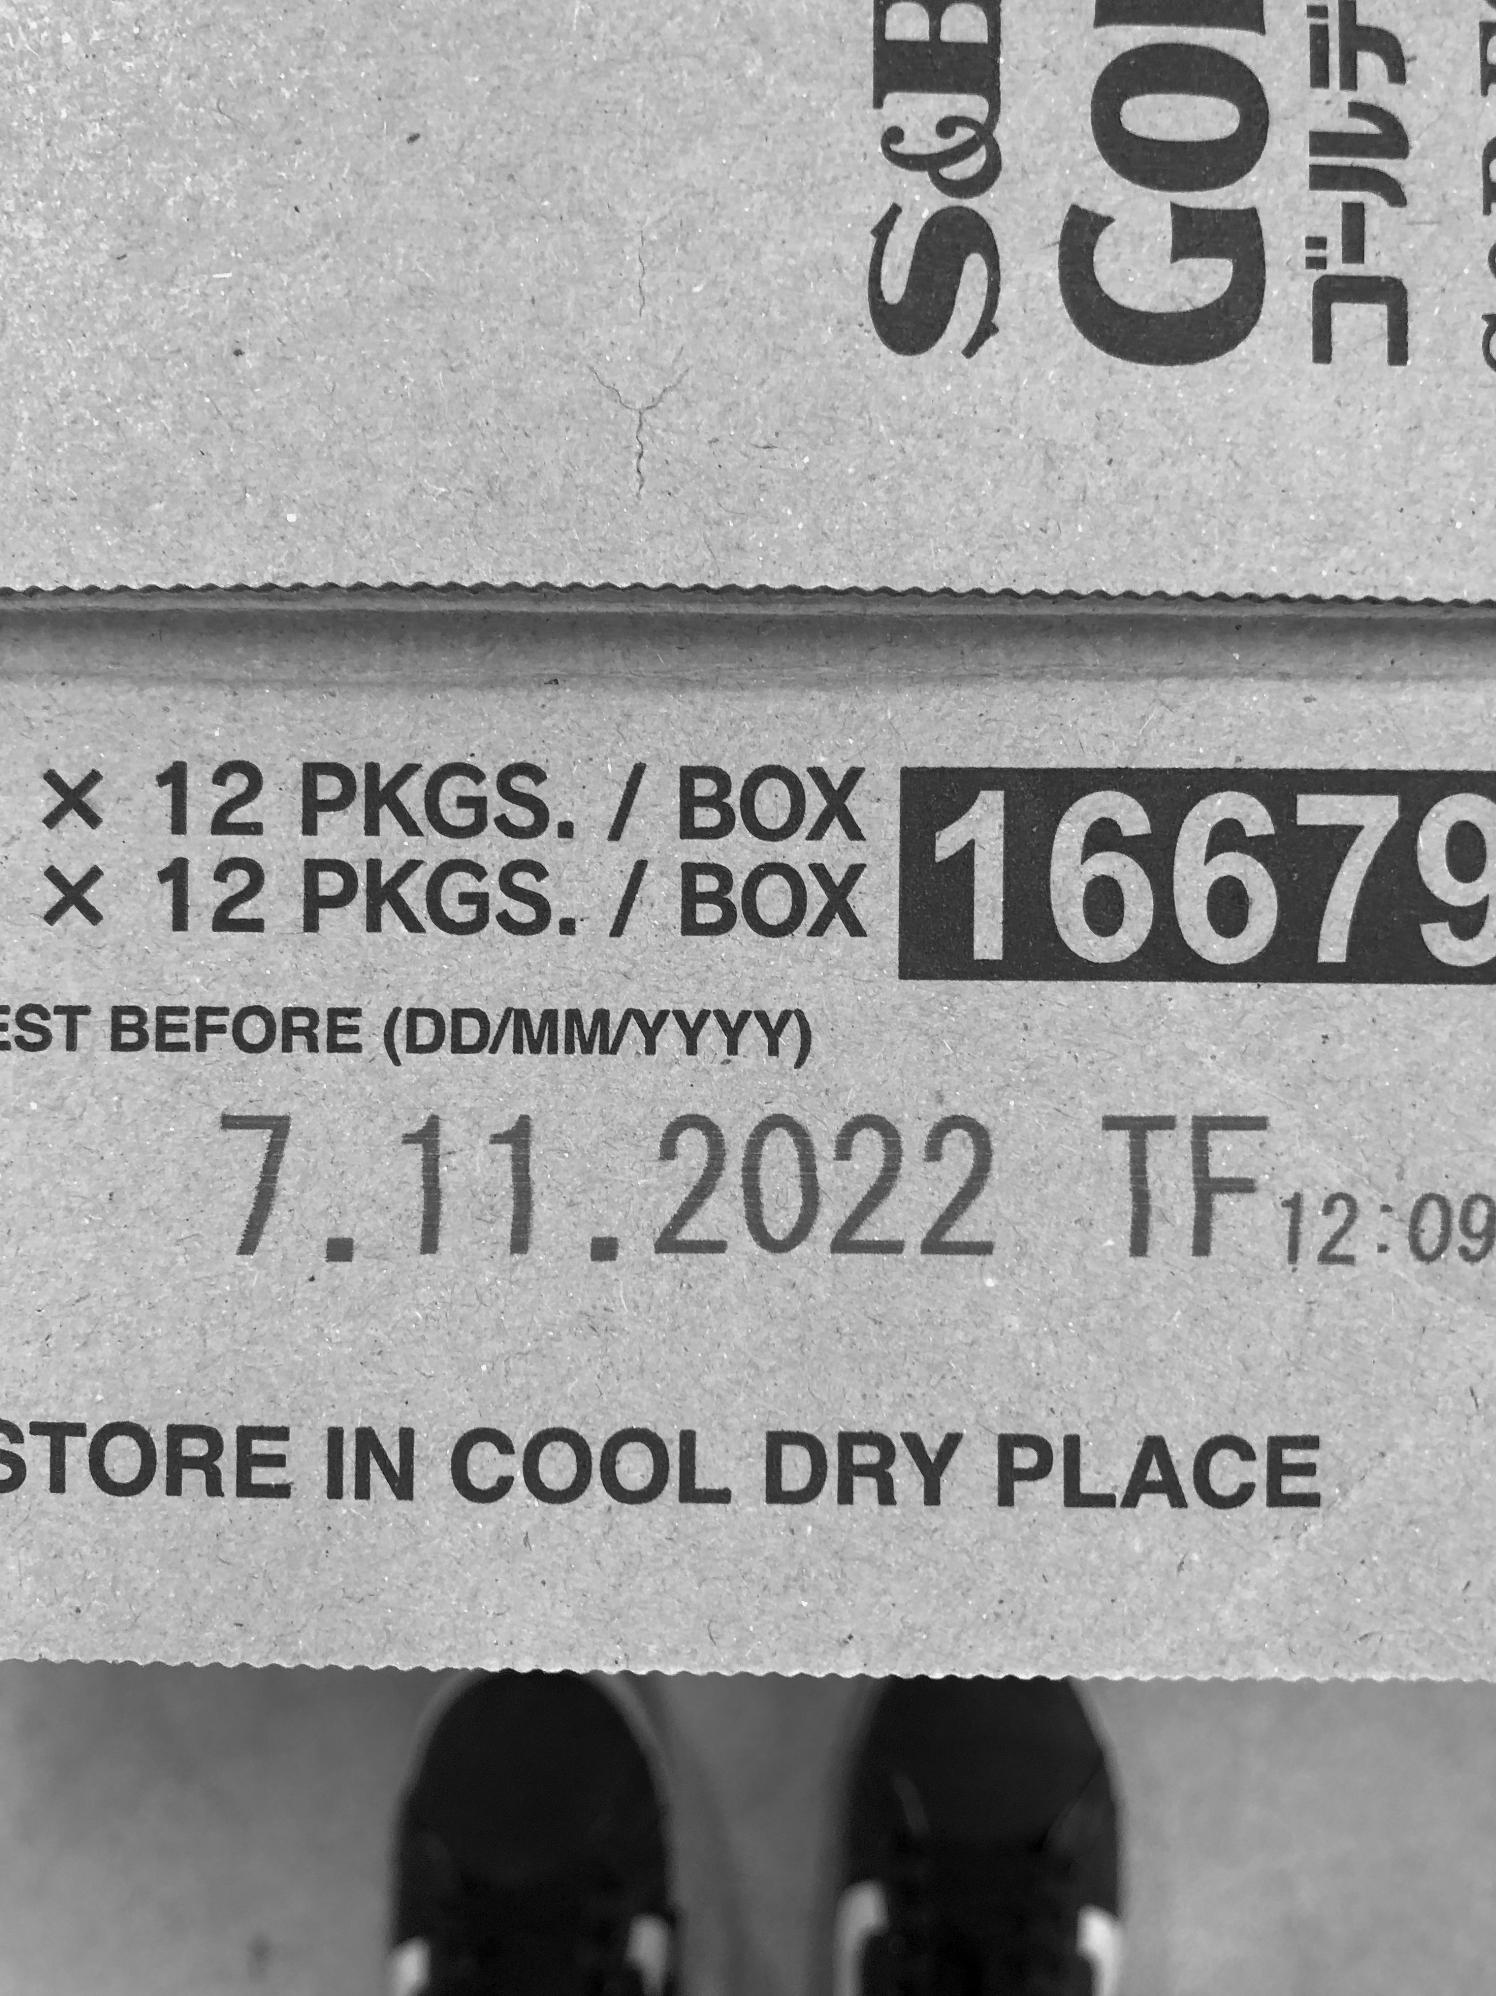 S&B
GOL
ゴールデ
× 12 PKGS. / BOX
× 12 PKGS. / BOX
16679
EST BEFORE (DD/MM/YYYY)
7.11.2022 TF 12:09
STORE IN COOL DRY PLACE